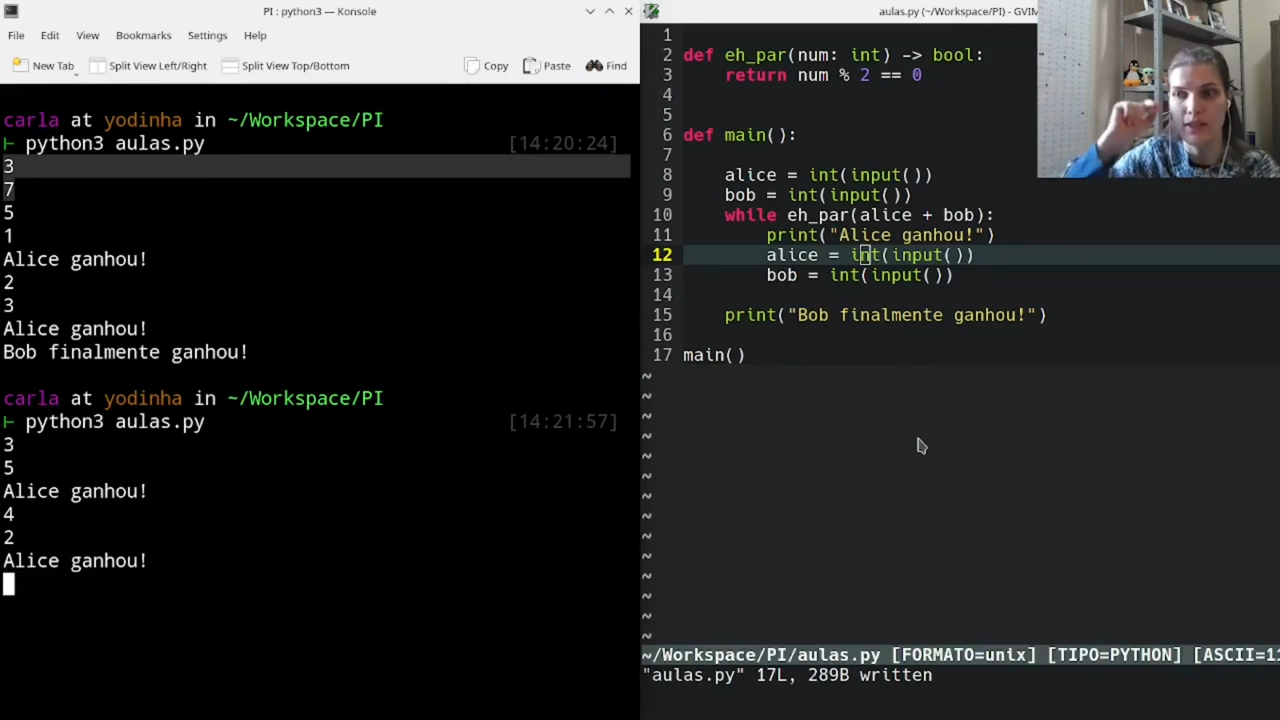 PI : python3 — Konsole
File Edit View Bookmarks Settings Help
New Tab Split View Left/Right Split View Top/Bottom Copy Paste Find
carla at yodinha in ~/Workspace/PI
⊢ python3 aulas.py [14:20:24]
3
7
5
1
Alice ganhou!
2
3
Alice ganhou!
Bob finalmente ganhou!
carla at yodinha in ~/Workspace/PI
⊢ python3 aulas.py [14:21:57]
3
5
Alice ganhou!
4
2
Alice ganhou!
aulas.py (~/Workspace/PI) - GVIM
1
2 def eh_par(num: int) -> bool:
3 return num % 2 == 0
4
5
6 def main():
7
8 alice = int(input())
9 bob = int(input())
10 while eh_par(alice + bob):
11 print("Alice ganhou!")
12 alice = int(input())
13 bob = int(input())
14
15 print("Bob finalmente ganhou!")
16
17 main()
~
~
~
~
~
~
~
~
~
~
~
~
~
~
~/Workspace/PI/aulas.py [FORMATO=unix] [TIPO=PYTHON] [ASCII=11
"aulas.py" 17L, 289B written